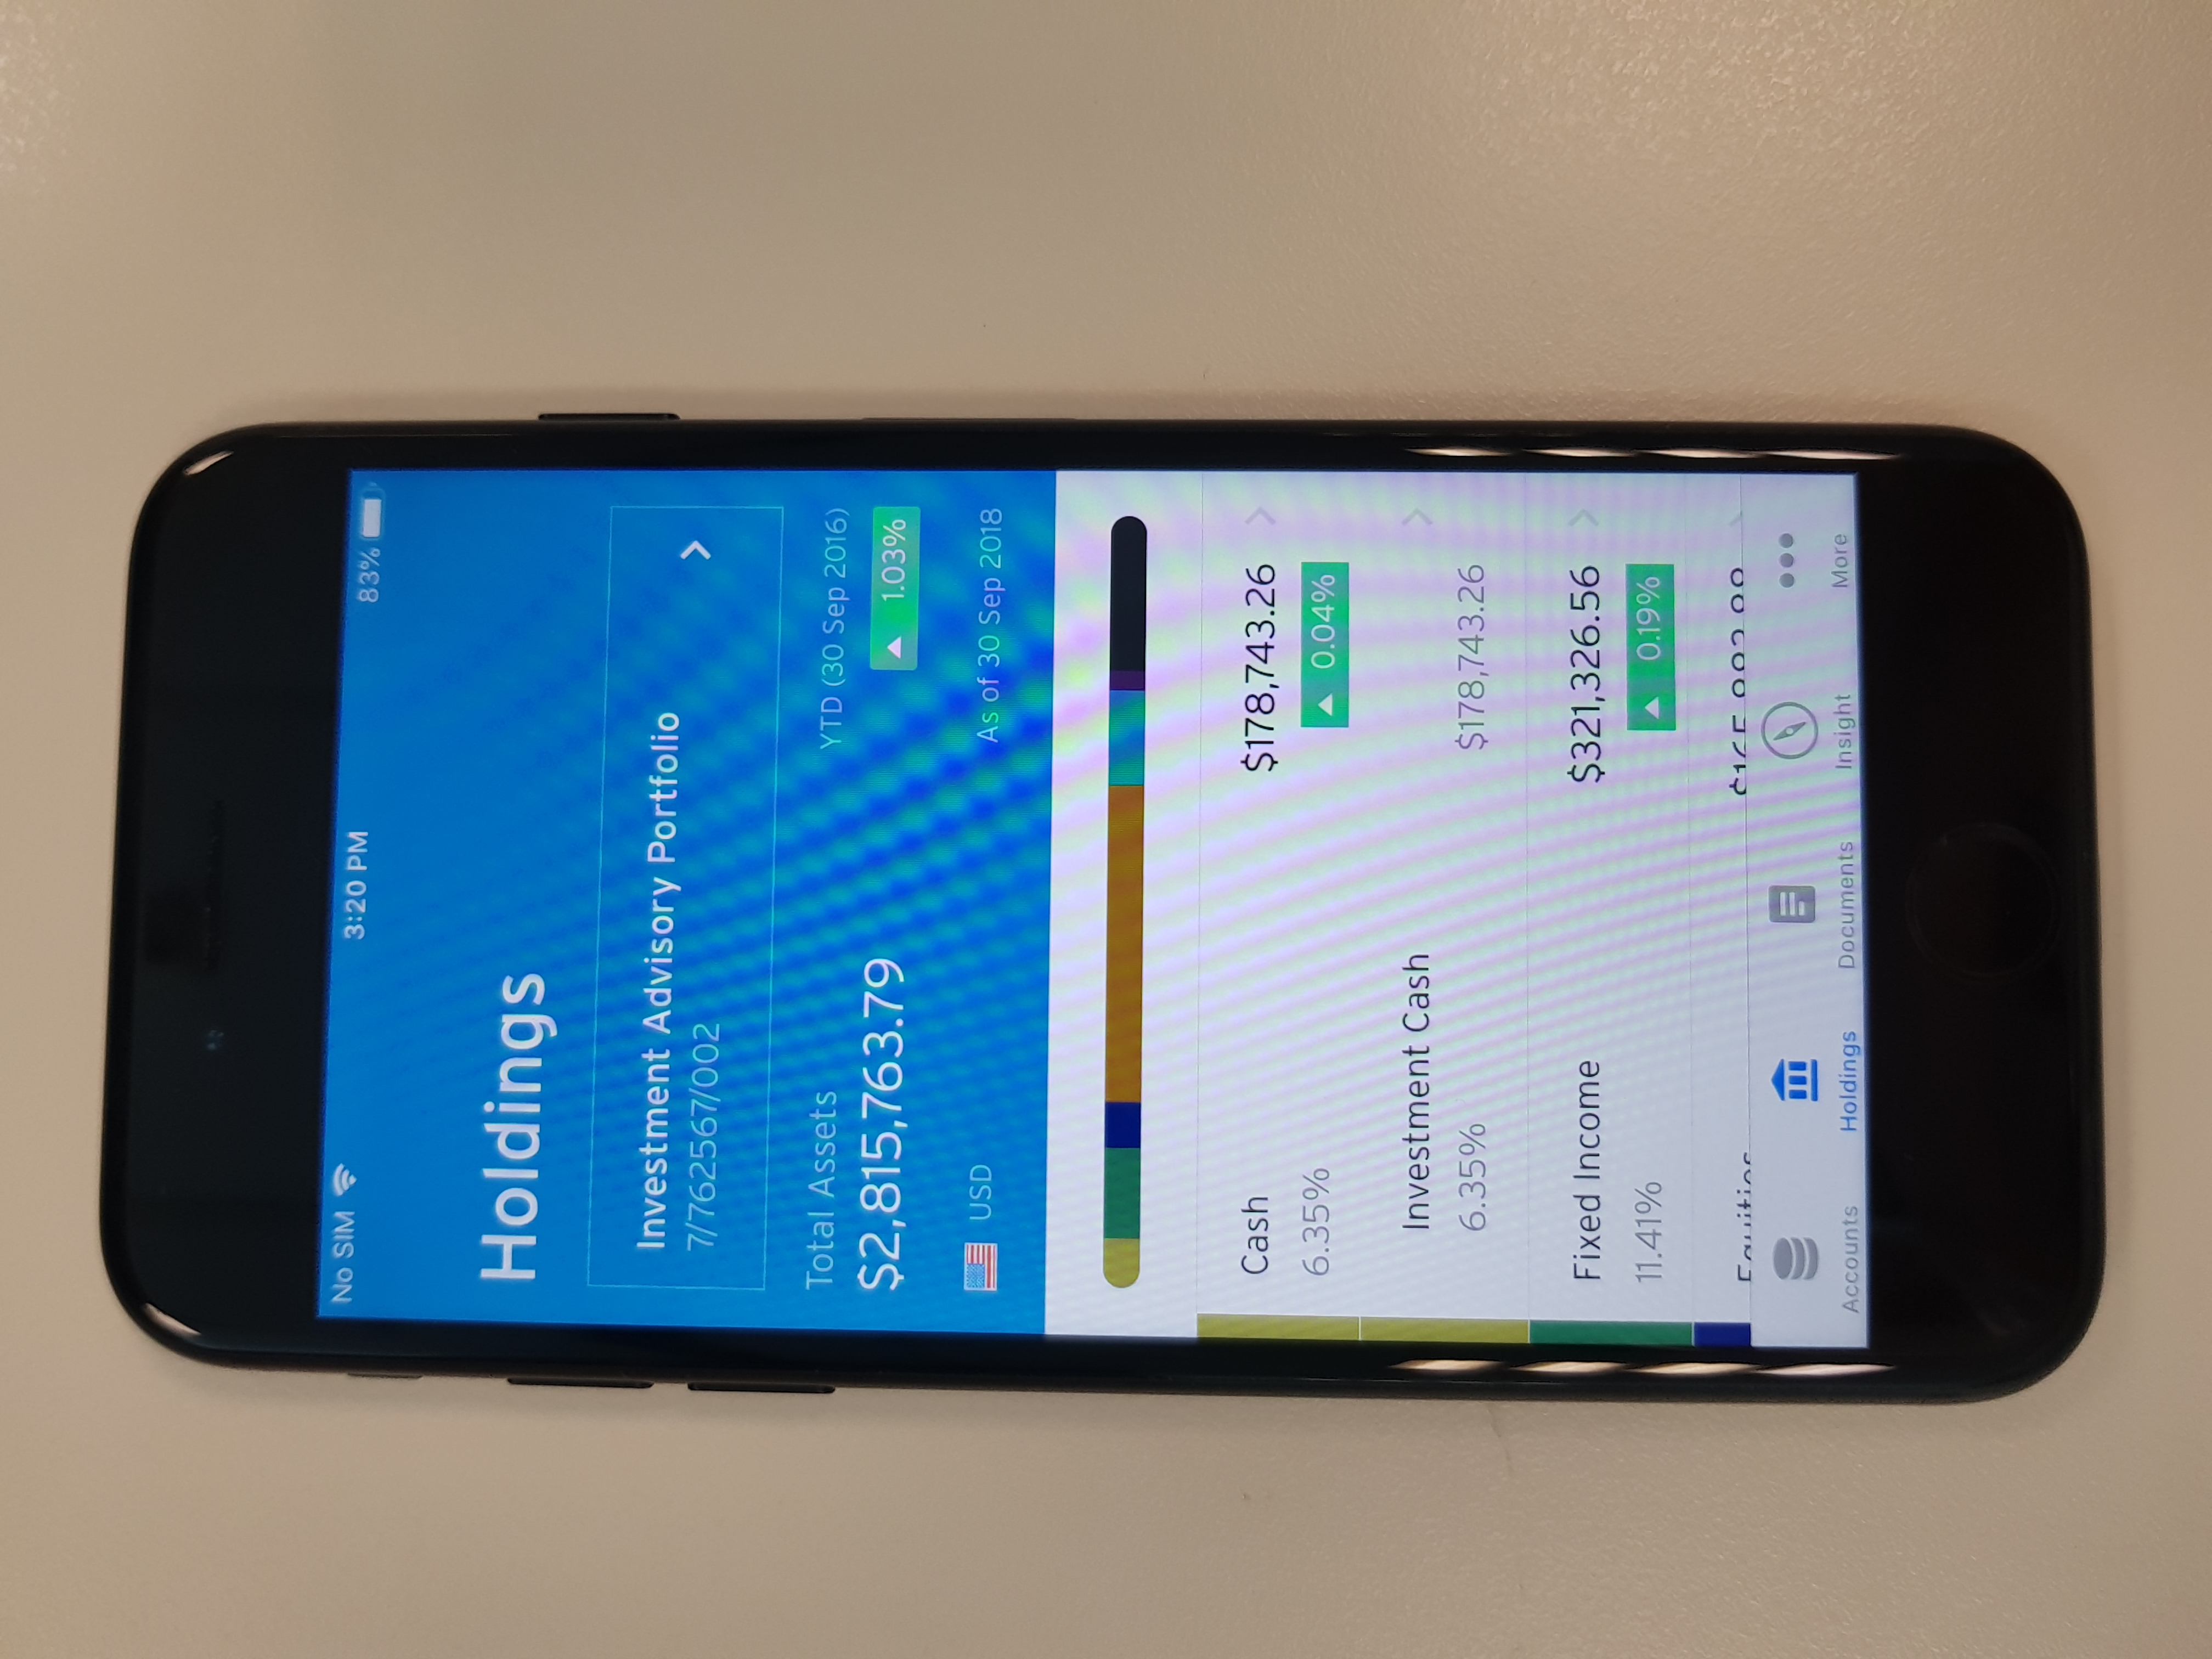 No SIM 3:20 PM 83%
Holdings
Investment Advisory Portfolio
7/762567/002
Total Assets YTD (30 Sep 2016)
$2,815,763.79 1.03%
USD As of 30 Sep 2018
Cash $178,743.26
6.35% 0.04%
Investment Cash
6.35% $178,743.26
Fixed Income $321,326.56
11.41% 0.19%
Equities
Accounts Holdings Documents Insight More